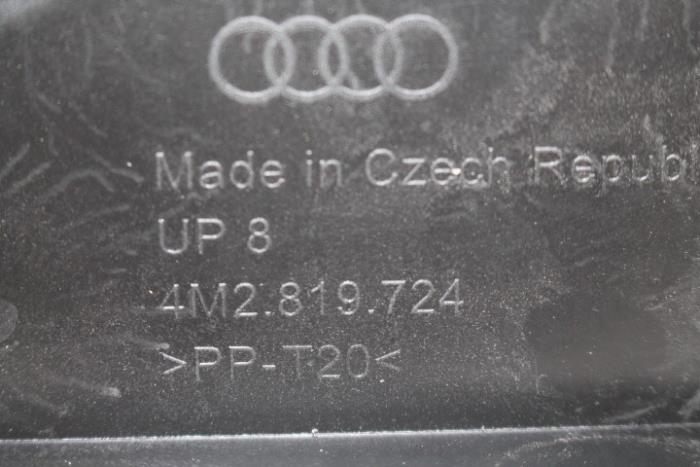 Made in Czech Republ
UP 8
4M2.819.724
>PP-T20<